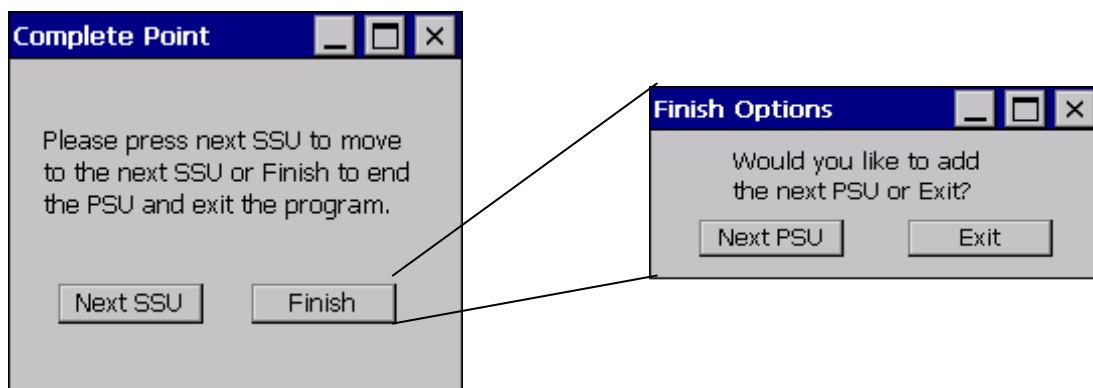 Complete Point
Please press next SSU to move
to the next SSU or Finish to end
the PSU and exit the program.
Next SSU
Finish
Finish Options
Would you like to add
the next PSU or Exit?
Next PSU
Exit